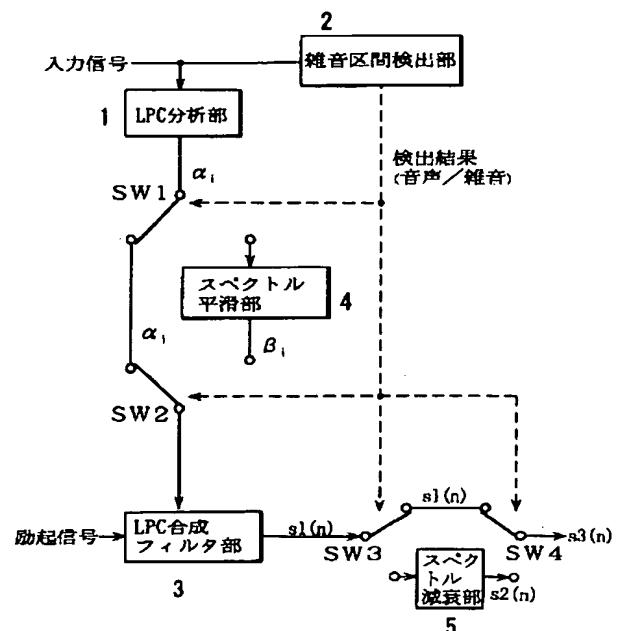 2
入力信号
雑音区間検出部
1
LPC分析部
検出結果
(音声／雑音)
αi
SW1
スペクトル
平滑部
4
αi
βi
SW2
s1(n)
励起信号
LPC合成
フィルタ部
s1(n)
SW3
SW4
s3(n)
3
スペク
トル
減衰部
s2(n)
5